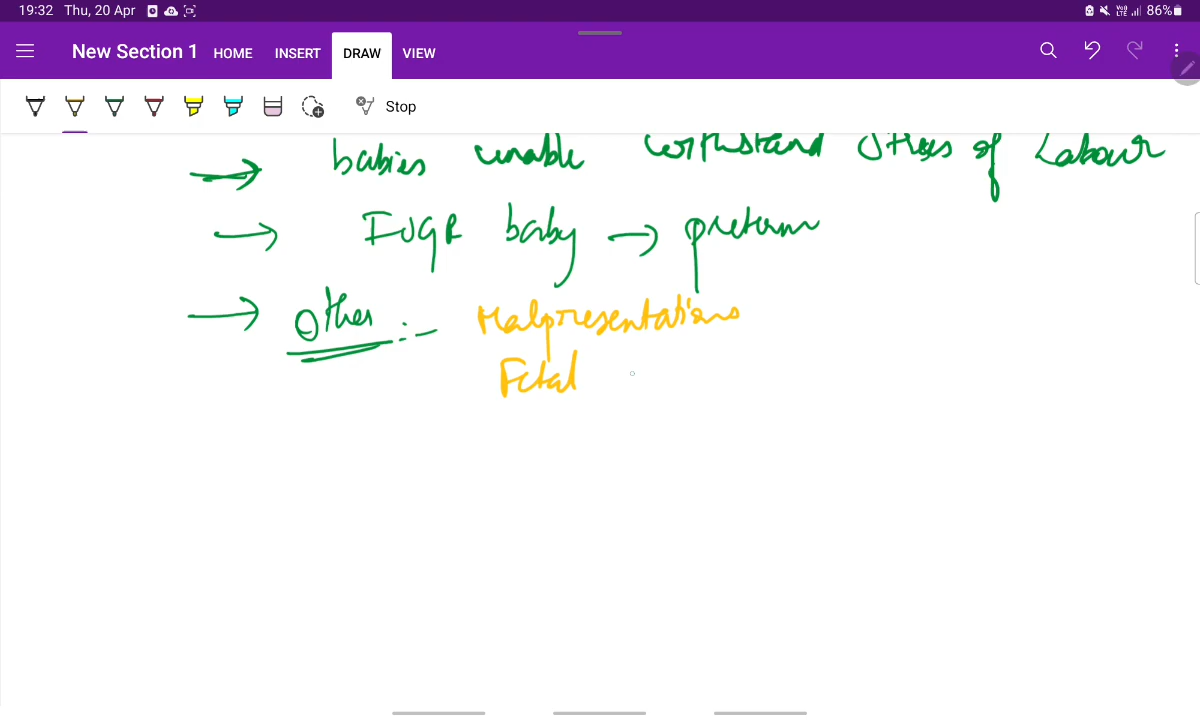 19:32 Thu, 20 Apr 86%
New Section 1 HOME INSERT DRAW VIEW
Stop
→ babies unable withstand stress of Labour
→ IUGR baby → preterm
→ Other :- Malpresentations
Fetal